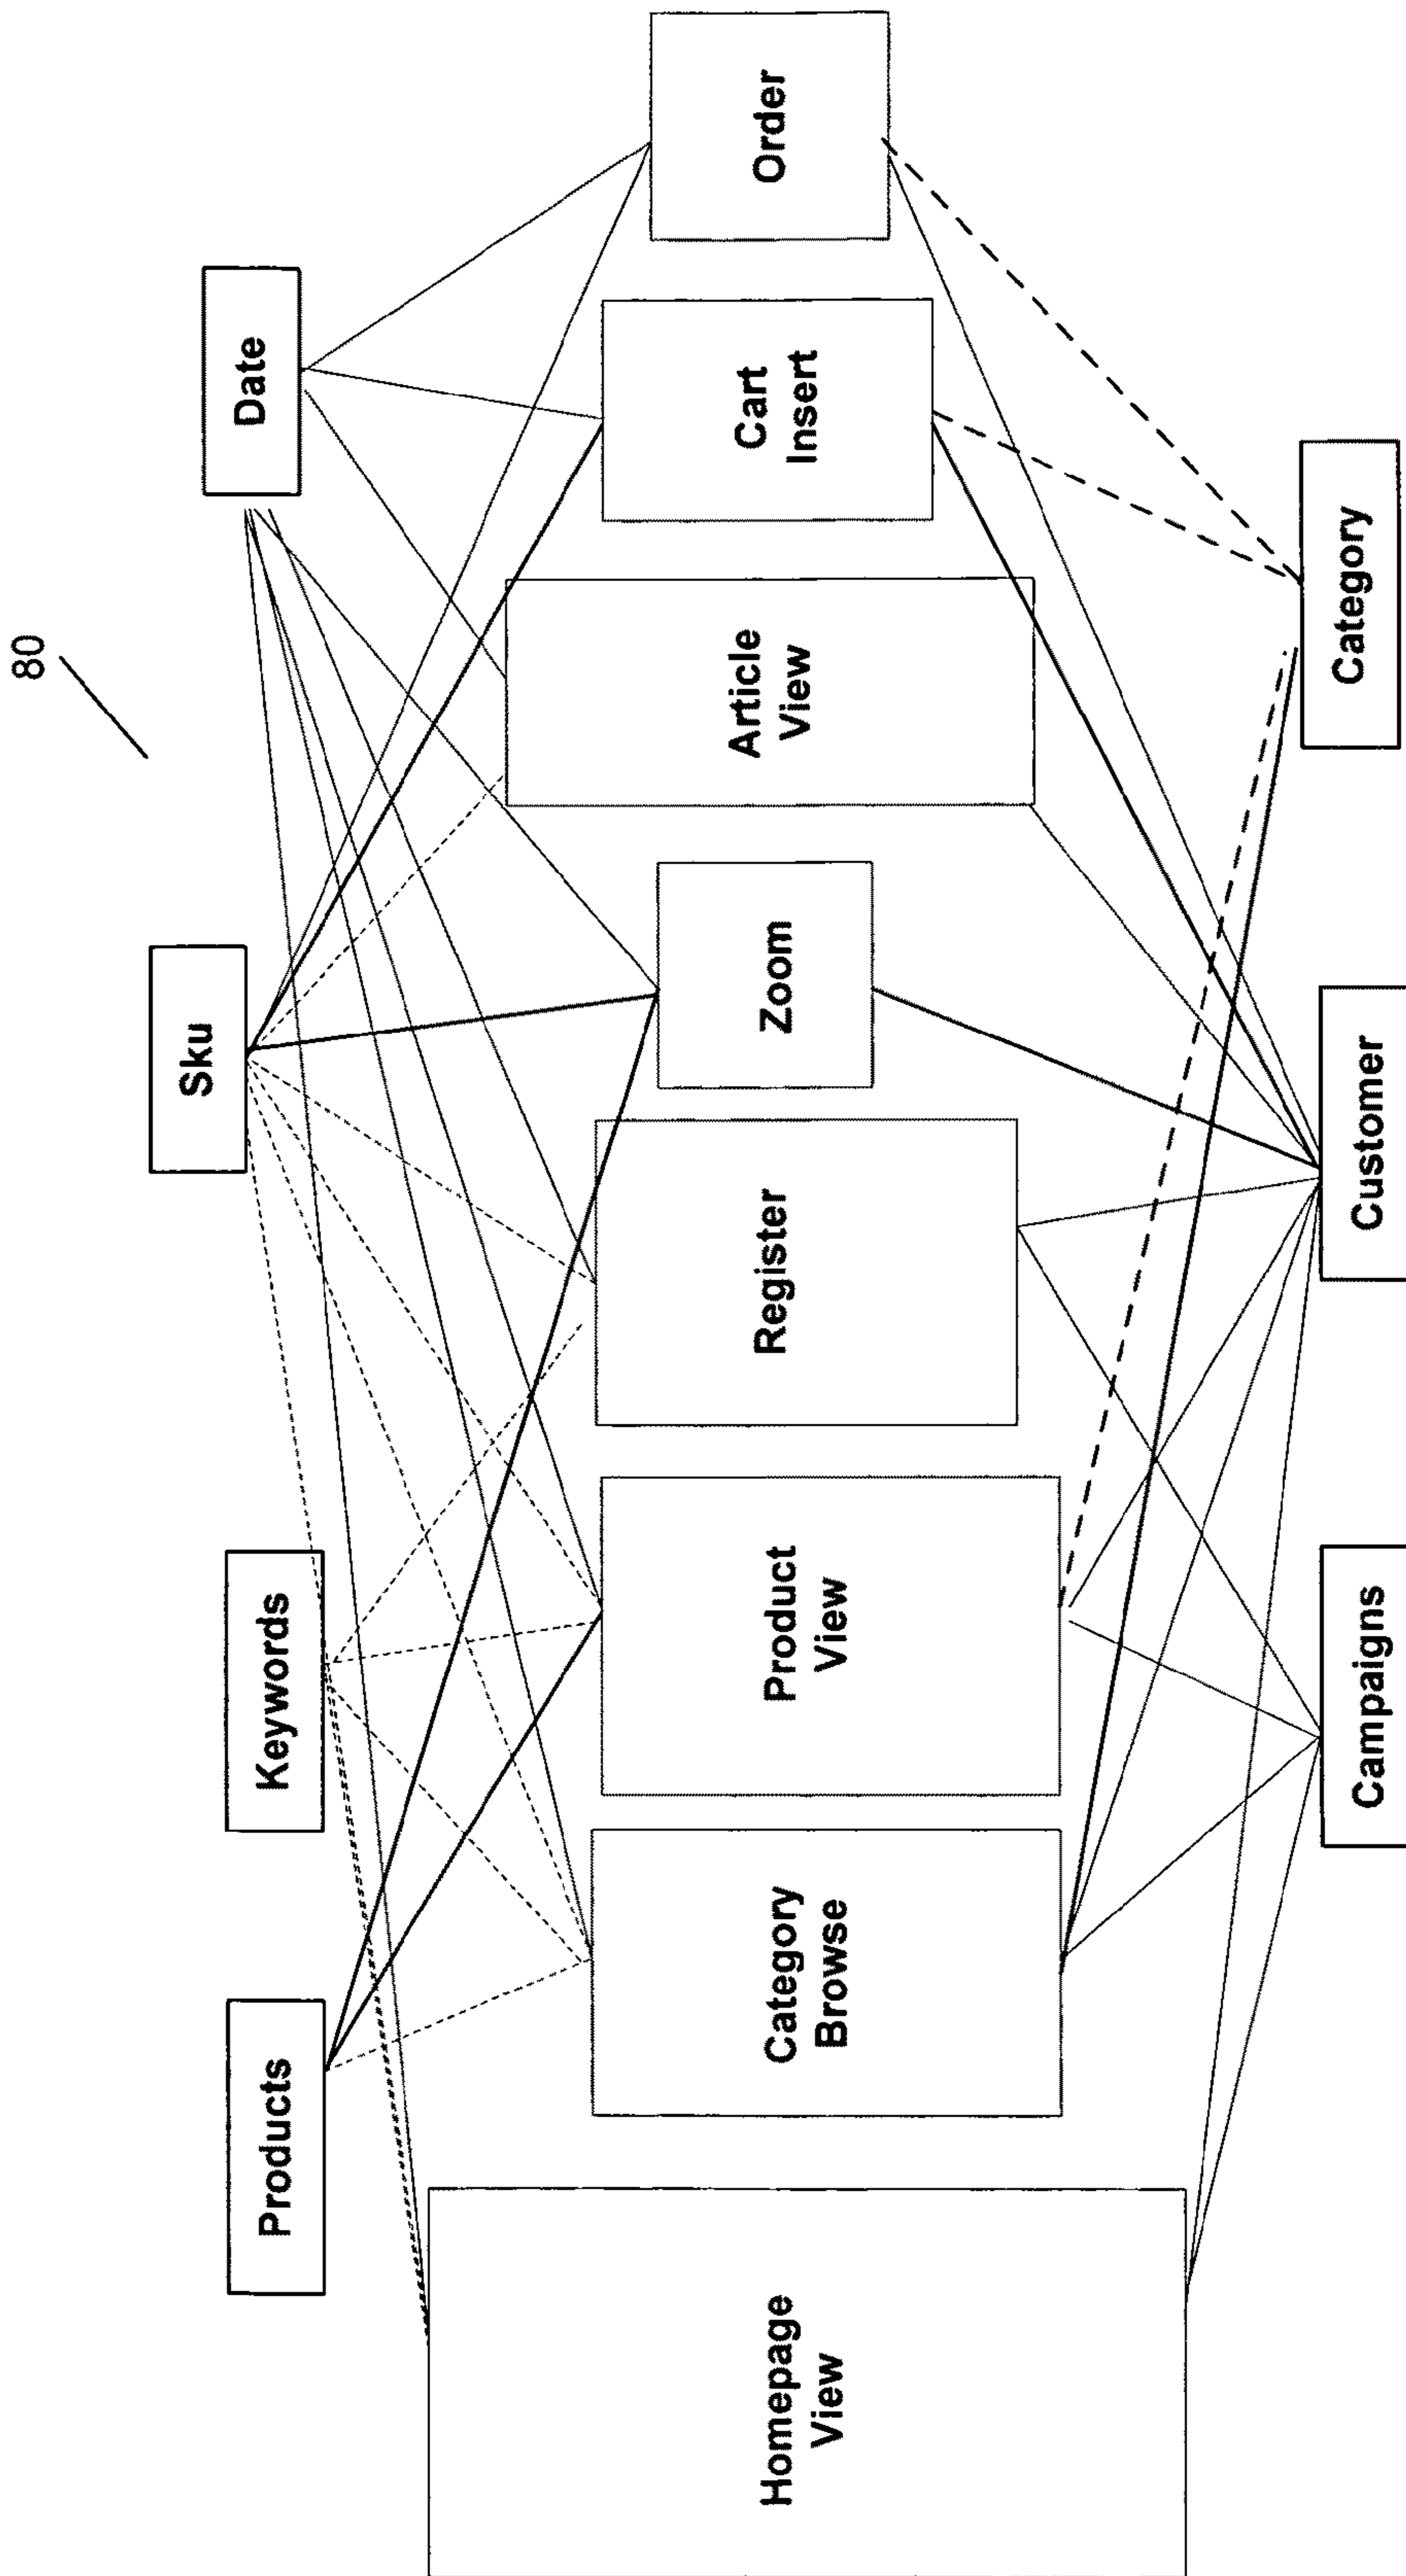 80
Products
Keywords
Sku
Date
Homepage
View
Category
Browse
Product
View
Register
Zoom
Article
View
Cart
Insert
Order
Campaigns
Customer
Category